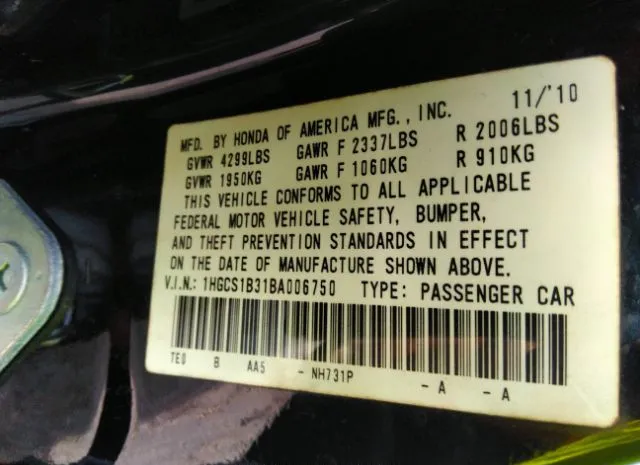 MFD. BY HONDA OF AMERICA MFG., INC. 11/'10
GVWR 4299LBS GAWR F 2337LBS R 2006LBS
GVWR 1950KG GAWR F 1060KG R 910KG
THIS VEHICLE CONFORMS TO ALL APPLICABLE
FEDERAL MOTOR VEHICLE SAFETY, BUMPER,
AND THEFT PREVENTION STANDARDS IN EFFECT
ON THE DATE OF MANUFACTURE SHOWN ABOVE.
V.I.N.: 1HGCS1B31BA006750 TYPE: PASSENGER CAR
TE0 B AA5 - NH731P - A - A